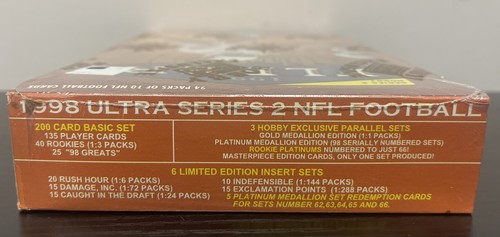 24 PACKS OF 10 NFL FOOTBALL CARDS
1998 ULTRA SERIES 2 NFL FOOTBALL
200 CARD BASIC SET
135 PLAYER CARDS
40 ROOKIES (1:3 PACKS)
25 "98 GREATS"
3 HOBBY EXCLUSIVE PARALLEL SETS
GOLD MEDALLION EDITION (1:1 PACKS)
PLATINUM MEDALLION EDITION (98 SERIALLY NUMBERED SETS)
ROOKIE PLATINUMS NUMBERED TO JUST 66!
MASTERPIECE EDITION CARDS, ONLY ONE SET PRODUCED!
6 LIMITED EDITION INSERT SETS
20 RUSH HOUR (1:6 PACKS)
15 DAMAGE, INC. (1:72 PACKS)
15 CAUGHT IN THE DRAFT (1:24 PACKS)
10 INDEFENSIBLE (1:144 PACKS)
15 EXCLAMATION POINTS (1:288 PACKS)
5 PLATINUM MEDALLION SET REDEMPTION CARDS
FOR SETS NUMBER 62,63,64,65 AND 66.